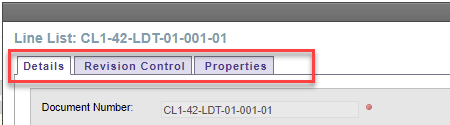 Line List: CL1-42-LDT-01-001-01
Details Revision Control Properties
Document Number: CL1-42-LDT-01-001-01